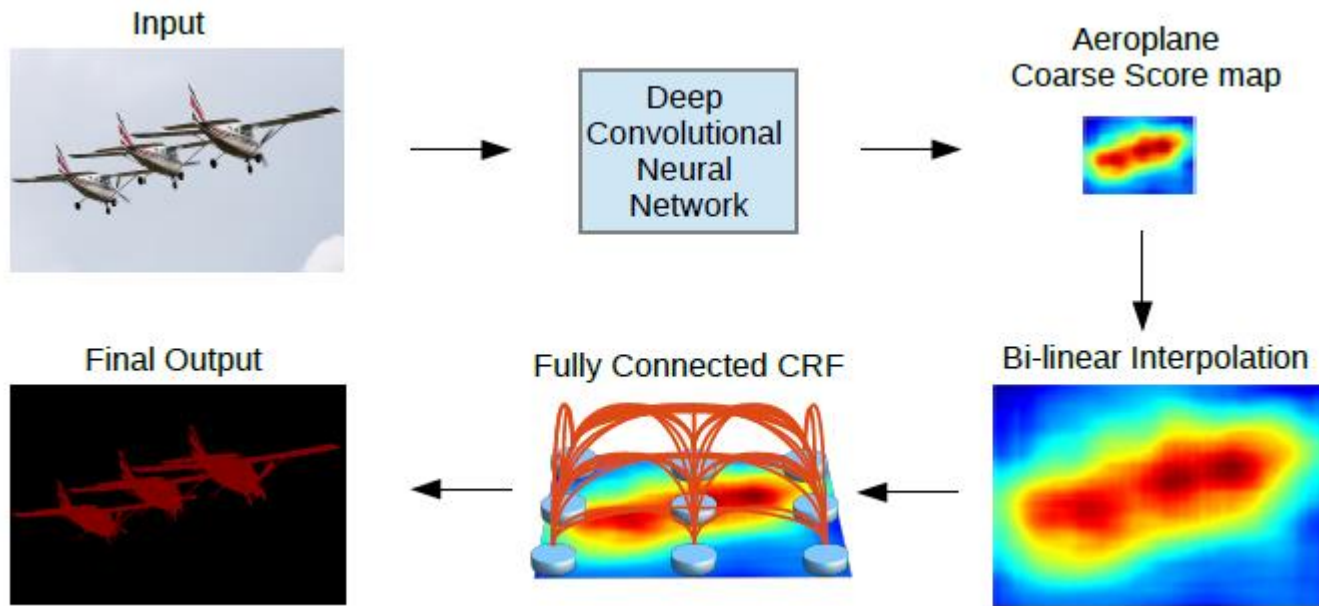 Input
Deep
Convolutional
Neural
Network
Aeroplane
Coarse Score map
Bi-linear Interpolation
Fully Connected CRF
Final Output